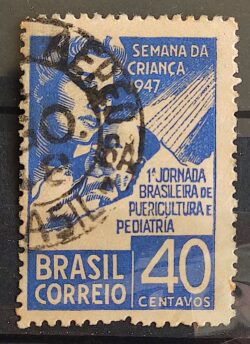 SEMANA DA
CRIANÇA
1947
1ª JORNADA
BRASILEIRA DE
PUERICULTURA E
PEDIATRIA
BRASIL
CORREIO
40
CENTAVOS